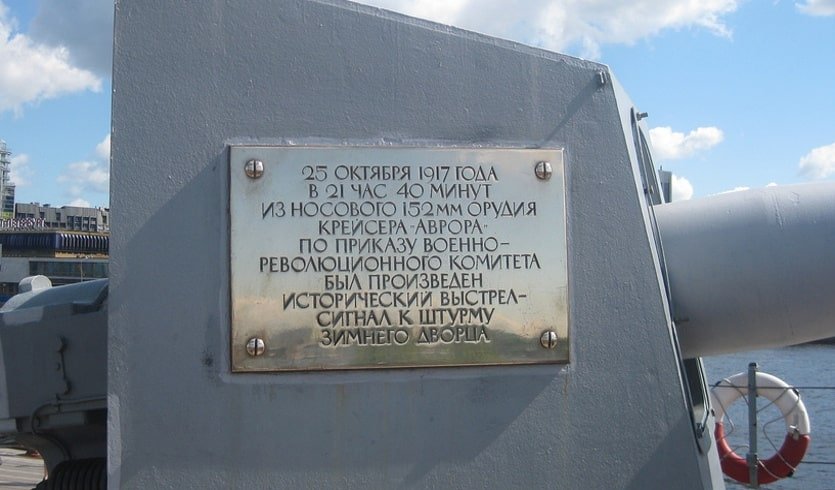 25 ОКТЯБРЯ 1917 ГОДА
В 21 ЧАС 40 МИНУТ
ИЗ НОСОВОГО 152ММ ОРУДИЯ
КРЕЙСЕРА "АВРОРА"
ПО ПРИКАЗУ ВОЕННО-
РЕВОЛЮЦИОННОГО КОМИТЕТА
БЫЛ ПРОИЗВЕДЕН
ИСТОРИЧЕСКИЙ ВЫСТРЕЛ-
СИГНАЛ К ШТУРМУ
ЗИМНЕГО ДВОРЦА